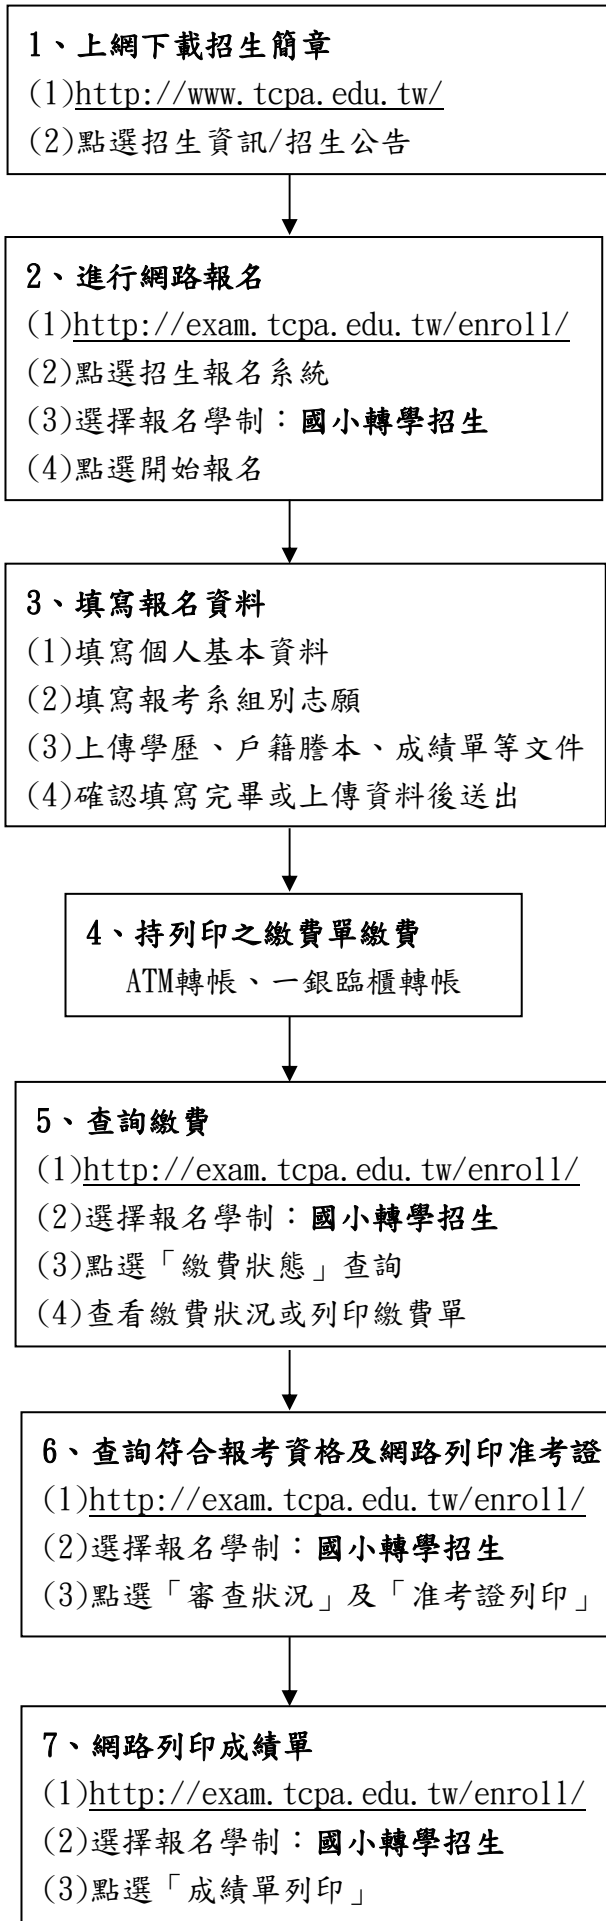 1、上網下載招生簡章
(1)http://www.tcpa.edu.tw/
(2)點選招生資訊/招生公告
2、進行網路報名
(1)http://exam.tcpa.edu.tw/enroll/
(2)點選招生報名系統
(3)選擇報名學制：國小轉學招生
(4)點選開始報名
3、填寫報名資料
(1)填寫個人基本資料
(2)填寫報考系組別志願
(3)上傳學歷、戶籍謄本、成績單等文件
(4)確認填寫完畢或上傳資料後送出
4、持列印之繳費單繳費
ATM轉帳、一銀臨櫃轉帳
5、查詢繳費
(1)http://exam.tcpa.edu.tw/enroll/
(2)選擇報名學制：國小轉學招生
(3)點選「繳費狀態」查詢
(4)查看繳費狀況或列印繳費單
6、查詢符合報考資格及網路列印准考證
(1)http://exam.tcpa.edu.tw/enroll/
(2)選擇報名學制：國小轉學招生
(3)點選「審查狀況」及「准考證列印」
7、網路列印成績單
(1)http://exam.tcpa.edu.tw/enroll/
(2)選擇報名學制：國小轉學招生
(3)點選「成績單列印」